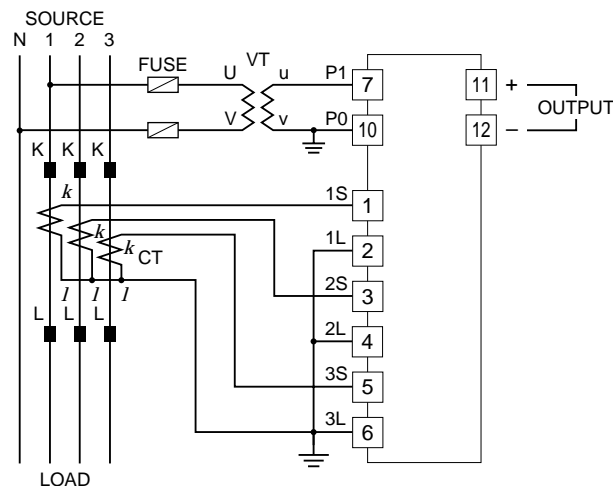 SOURCE
N 1 2 3
FUSE
VT
U u P1 7 11 +
OUTPUT
V v P0 10 12 –
K K K
k 1S 1
k 1L 2
k CT
2S 3
l l l
L L L
2L 4
3S 5
3L 6
LOAD